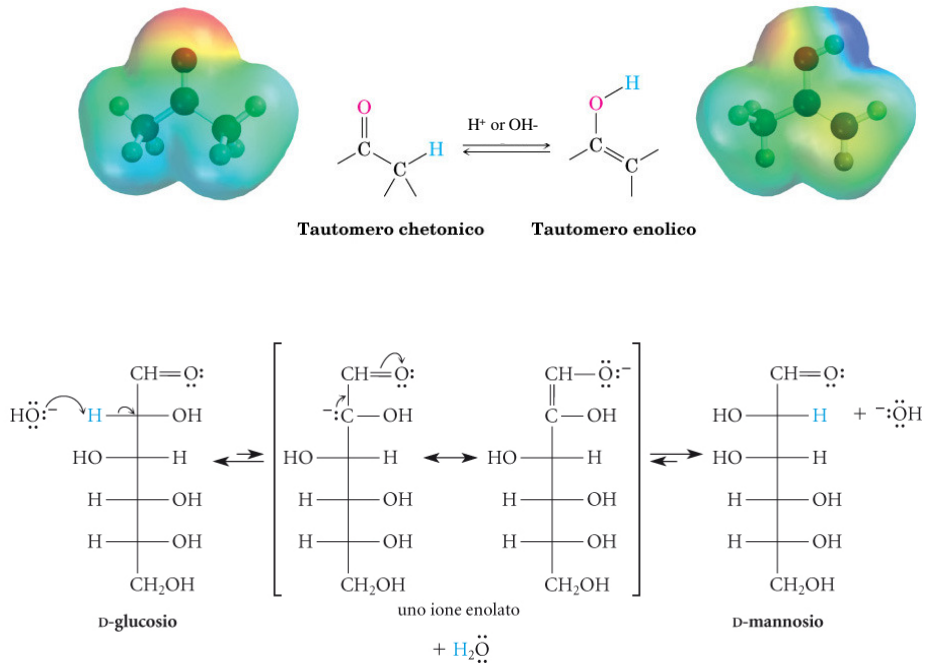 O
H
C
C
H⁺ or OH-
H
O
C
C
Tautomero chetonico
Tautomero enolico
CH=O:
HO:⁻
H
OH
HO
H
H
OH
H
OH
CH₂OH
D-glucosio
CH=O:
⁻:C—OH
HO
H
H
OH
H
OH
CH₂OH
CH—O:⁻
C—OH
HO
H
H
OH
H
OH
CH₂OH
uno ione enolato
+ H₂O
CH=O:
HO
H
+ ⁻:OH
HO
H
H
OH
H
OH
CH₂OH
D-mannosio